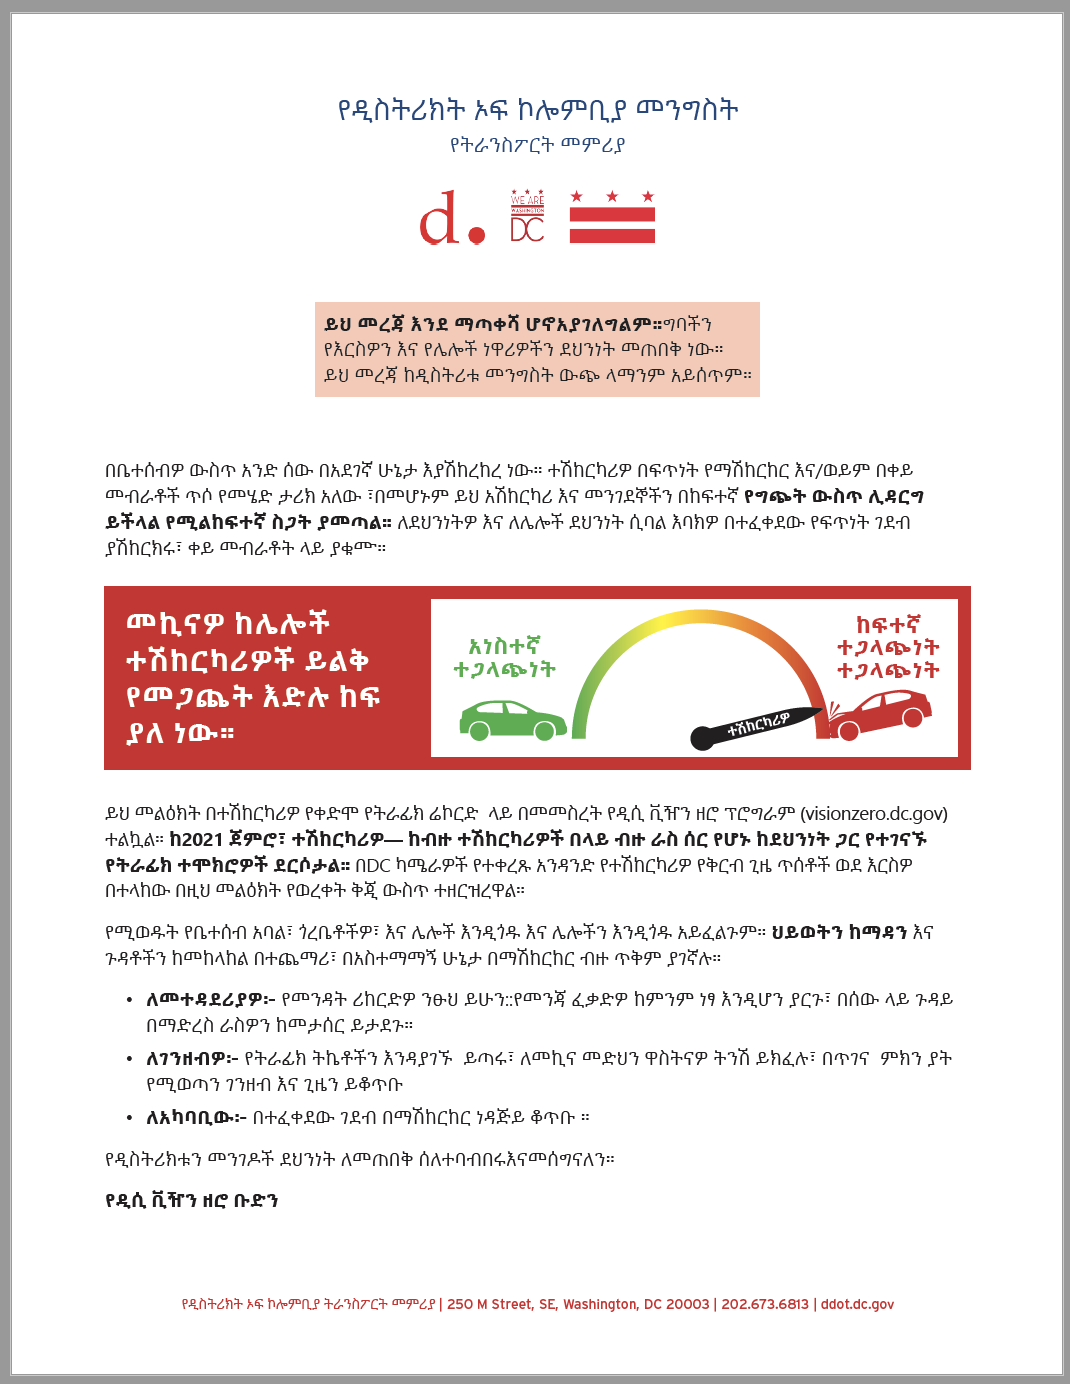 የዲስትሪክት ኦፍ ኮሎምቢያ መንግስት
የትራንስፖርት መምሪያ
d.
WE ARE
WASHINGTON
DC
ይህ መረጃ እንደ ማጣቀሻ ሆኖአያገለግልም።ግባችን
የእርስዎን እና የሌሎች ነዋሪዎችን ደህንነት መጠበቅ ነው።
ይህ መረጃ ከዲስትሪቱ መንግስት ውጭ ላማንም አይሰጥም።
በቤተሰብዎ ውስጥ አንድ ሰው በአደገኛ ሁኔታ እያሽከረከረ ነው። ተሽከርካሪዎ በፍጥነት የማሽከርከር እና/ወይም በቀይ
መብራቶች ጥሶ የመሄድ ታሪክ አለው ፣በመሆኑም ይህ አሽከርካሪ እና መንገደኞችን በከፍተኛ የግጭት ውስጥ ሊዳርግ
ይችላል የሚልከፍተኛ ስጋት ያመጣል። ለደህንነትዎ እና ለሌሎች ደህንነት ሲባል እባክዎ በተፈቀደው የፍጥነት ገደብ
ያሽከርክሩ፣ ቀይ መብራቶት ላይ ያቁሙ።
መኪናዎ ከሌሎች
ተሽከርካሪዎች ይልቅ
የመጋጨት እድሉ ከፍ
ያለ ነው።
አነስተኛ
ተጋላጭነት
ተሽከርካሪዎ
ከፍተኛ
ተጋላጭነት
ተጋላጭነት
ይህ መልዕክት በተሽከርካሪዎ የቀድሞ የትራፊክ ሬኮርድ ላይ በመመስረት የዲሲ ቪዥን ዘሮ ፕሮግራም (visionzero.dc.gov)
ተልኳል። ከ2021 ጀምሮ፣ ተሽከርካሪዎ— ከብዙ ተሽከርካሪዎች በላይ ብዙ ራስ ሰር የሆኑ ከደህንነት ጋር የተገናኙ
የትራፊክ ተሞክሮዎች ደርሶታል። በDC ካሜራዎች የተቀረጹ አንዳንድ የተሽከርካሪዎ የቅርብ ጊዜ ጥሰቶች ወደ እርስዎ
በተላከው በዚህ መልዕክት የወረቀት ቅጂ ውስጥ ተዘርዝረዋል።
የሚወዱት የቤተሰብ አባል፣ ጎረቤቶችዎ፣ እና ሌሎች እንዲጎዱ እና ሌሎችን እንዲጎዱ አይፈልጉም። ህይወትን ከማዳን እና
ጉዳቶችን ከመከላከል በተጨማሪ፣ በአስተማማኝ ሁኔታ በማሽከርከር ብዙ ጥቅም ያገኛሉ።
• ለመተዳደሪያዎ፡- የመንዳት ሪከርድዎ ንፁህ ይሁን::የመንጃ ፈቃድዎ ከምንም ነፃ እንዲሆን ያርጉ፣ በሰው ላይ ጉዳይ
በማድረስ ራስዎን ከመታሰር ይታደጉ።
• ለገንዘብዎ፡- የትራፊክ ትኬቶችን እንዳያገኙ ይጣሩ፣ ለመኪና መድህን ዋስትናዎ ትንሽ ይክፈሉ፣ በጥገና ምክን ያት
የሚወጣን ገንዘብ እና ጊዜን ይቆጥቡ
• ለአካባቢው፡- በተፈቀደው ገደብ በማሽከርከር ነዳጅይ ቆጥቡ ።
የዲስትሪክቱን መንገዶች ደህንነት ለመጠበቅ ሰለተባብበሩእናመሰግናለን።
የዲሲ ቪዥን ዘሮ ቡድን
የዲስትሪክት ኦፍ ኮሎምቢያ ትራንስፖርት መምሪያ | 250 M Street, SE, Washington, DC 20003 | 202.673.6813 | ddot.dc.gov